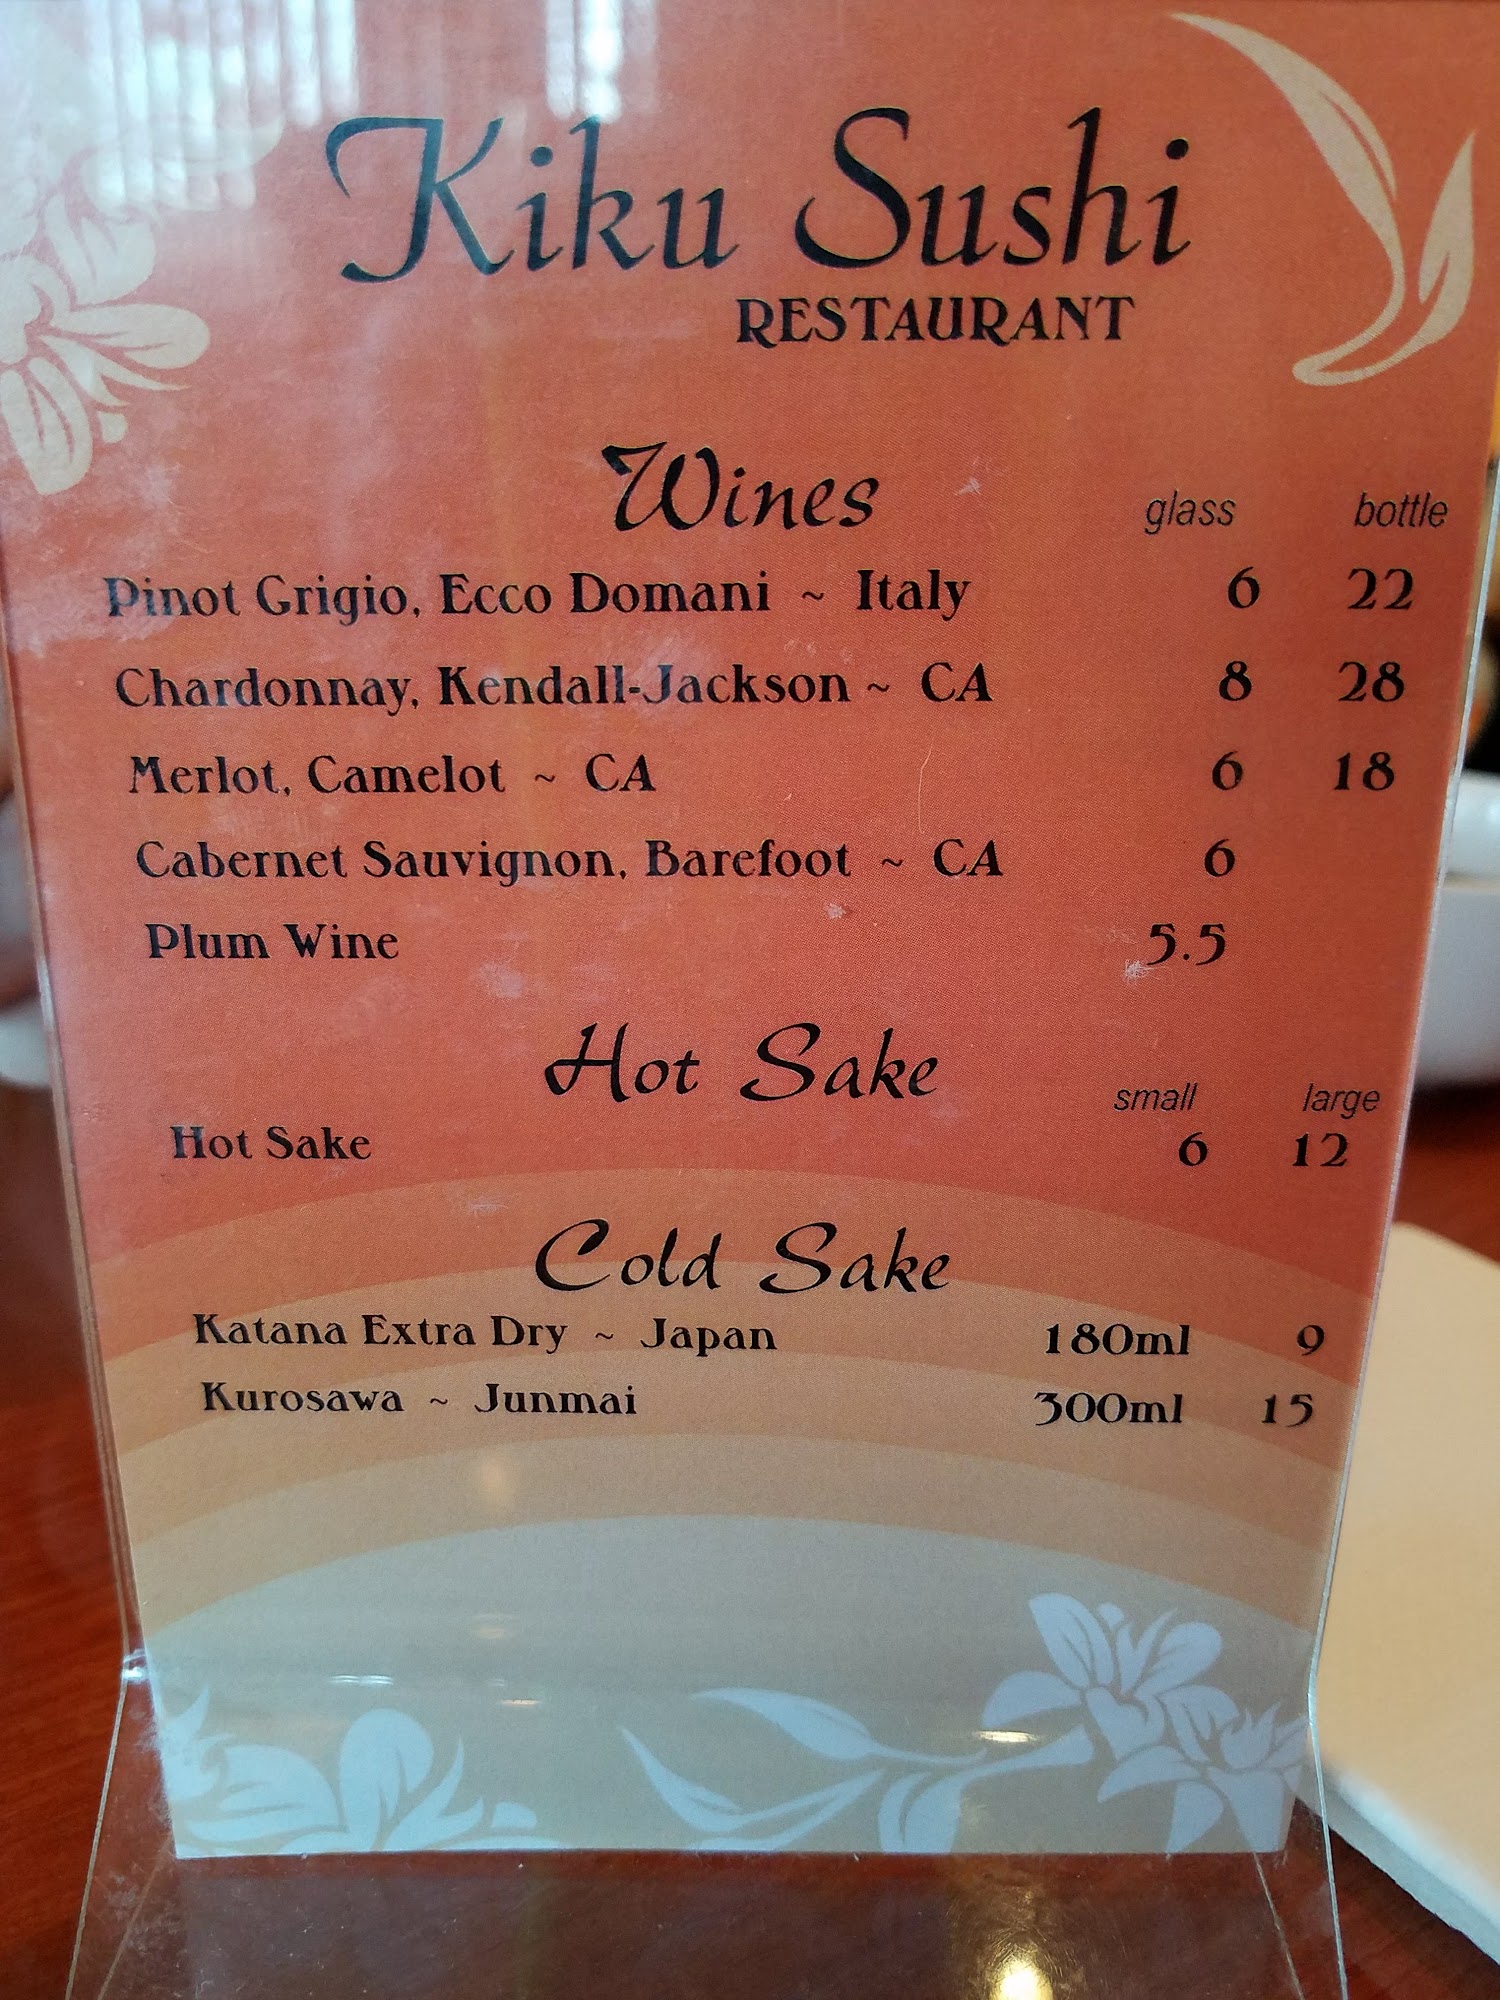 Kiku Sushi
RESTAURANT
Wines glass bottle
Pinot Grigio, Ecco Domani ~ Italy 6 22
Chardonnay, Kendall-Jackson ~ CA 8 28
Merlot, Camelot ~ CA 6 18
Cabernet Sauvignon, Barefoot ~ CA 6
Plum Wine 5.5
Hot Sake small large
Hot Sake 6 12
Cold Sake
Katana Extra Dry ~ Japan 180ml 9
Kurosawa ~ Junmai 300ml 15